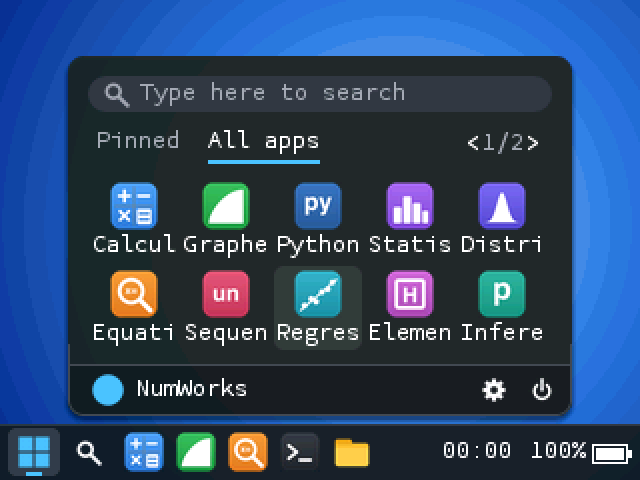 Type here to search
Pinned All apps <1/2>
py
Calcul Graphe Python Statis Distri
un H p
Equati Sequen Regres Elemen Infere
NumWorks
00:00 100%